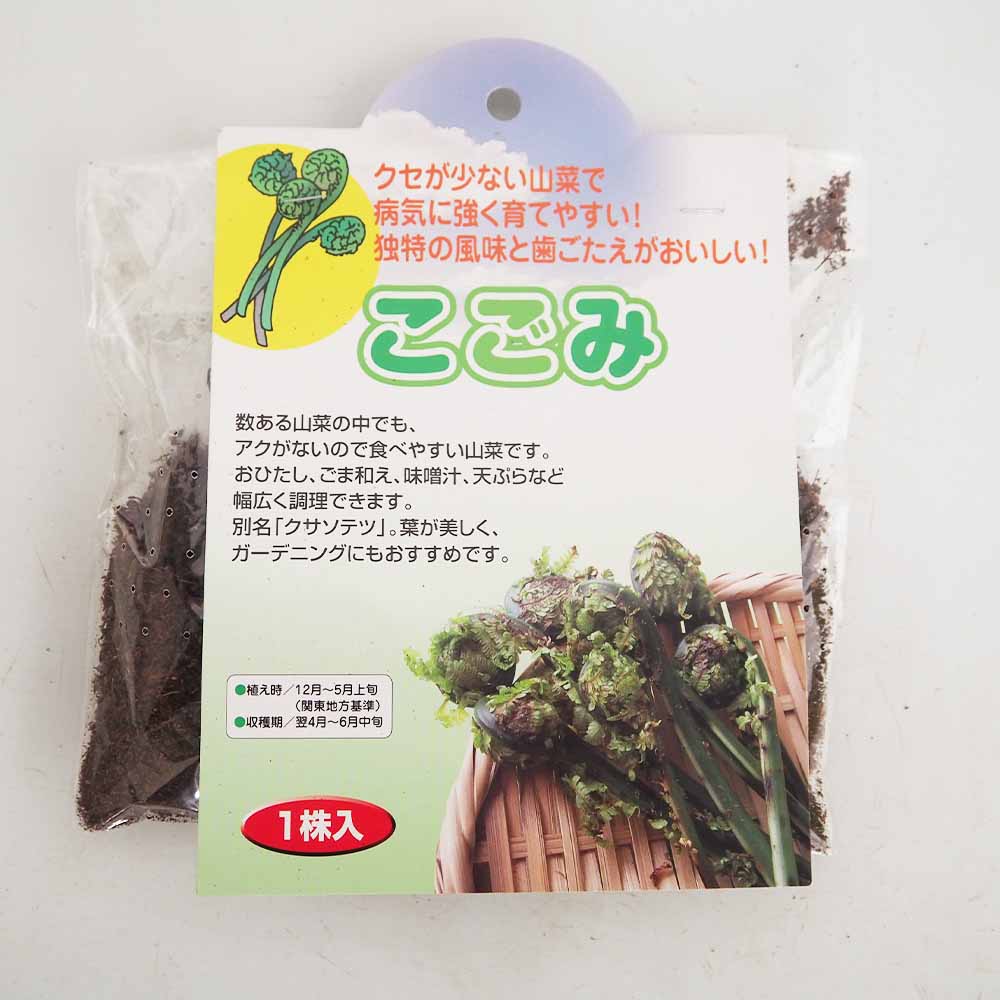 クセが少ない山菜で
病気に強く育てやすい！
独特の風味と歯ごたえがおいしい！
こごみ
数ある山菜の中でも、
アクがないので食べやすい山菜です。
おひたし、ごま和え、味噌汁、天ぷらなど
幅広く調理できます。
別名「クサソテツ」。葉が美しく、
ガーデニングにもおすすめです。
●植え時／12月〜5月上旬
（関東地方基準）
●収穫期／翌4月〜6月中旬
1株入